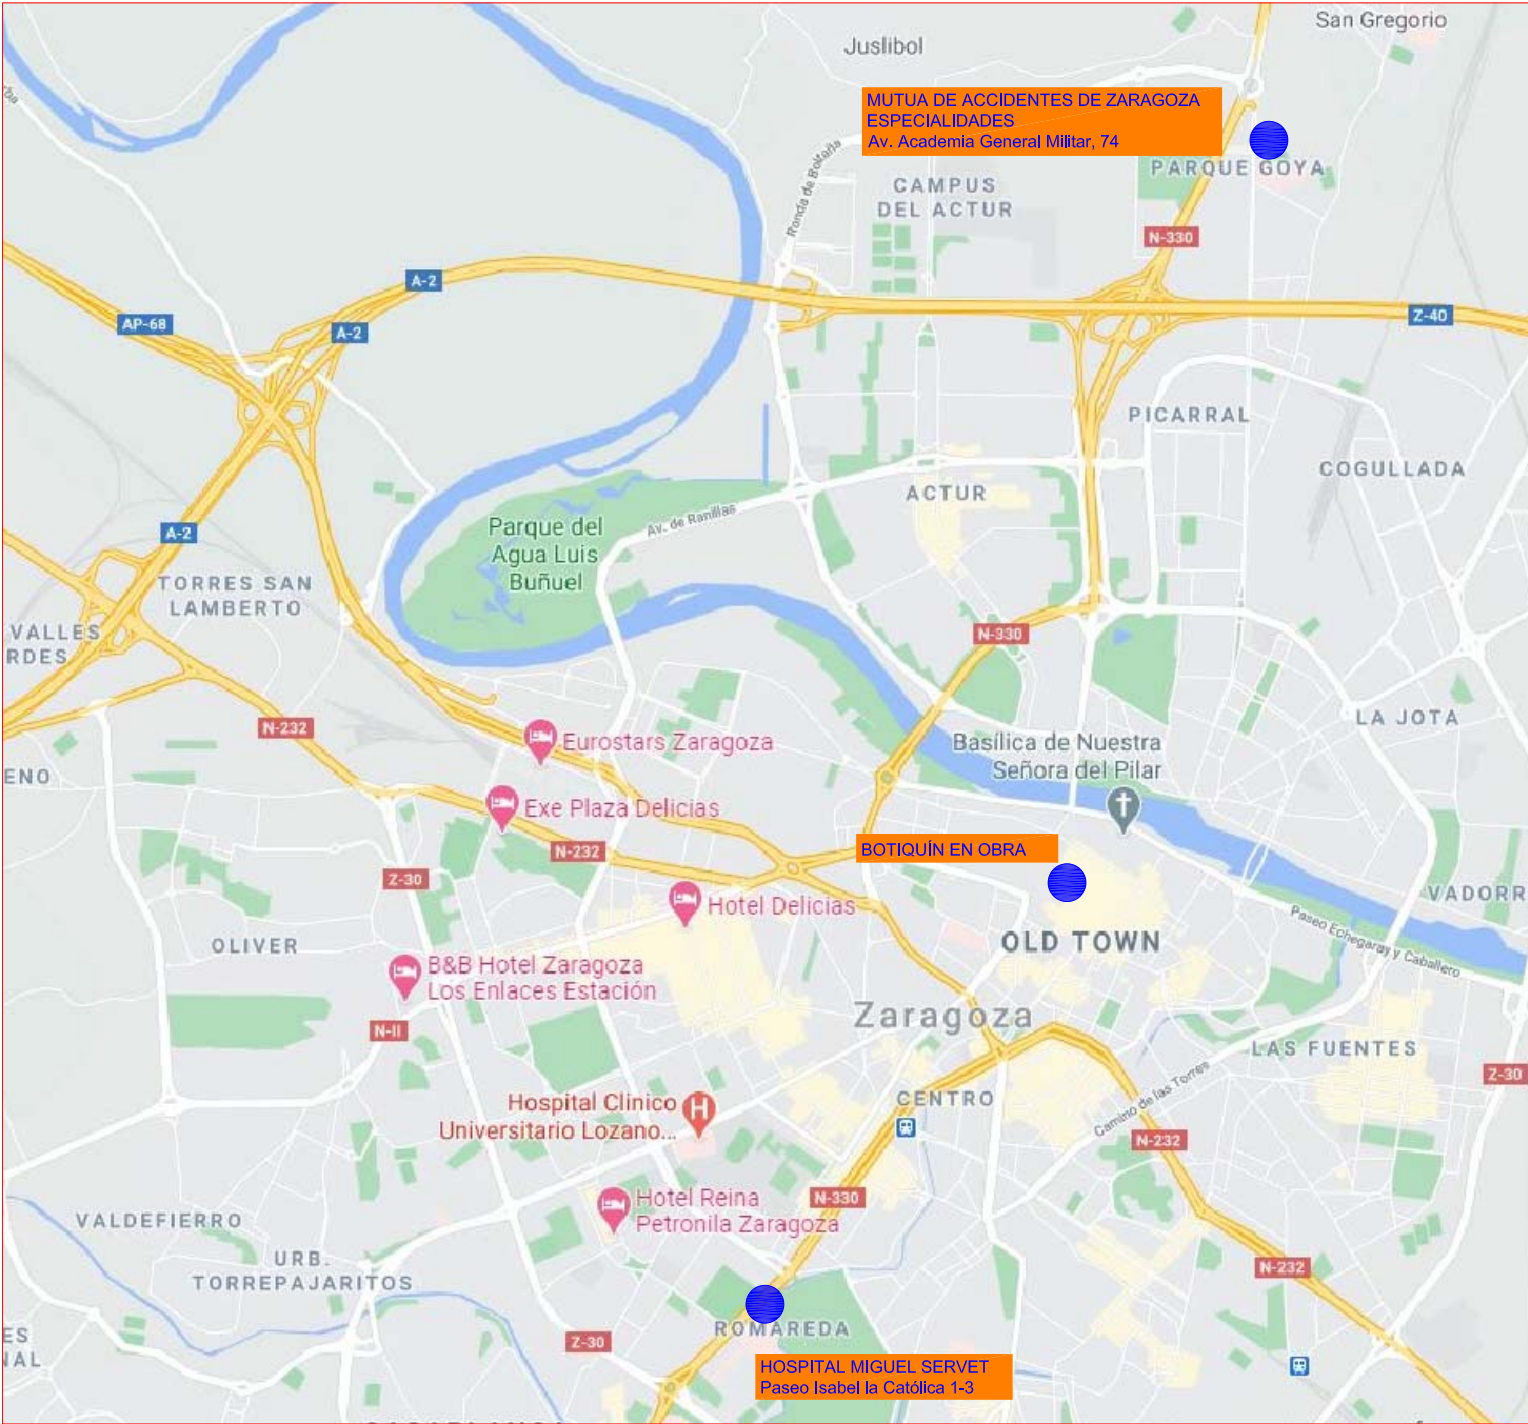 San Gregorio
Juslibol
MUTUA DE ACCIDENTES DE ZARAGOZA
ESPECIALIDADES
Av. Academia General Militar, 74
PARQUE GOYA
Ronda de Boltaña
CAMPUS
DEL ACTUR
N-330
A-2
AP-68
A-2
Z-40
PICARRAL
COGULLADA
ACTUR
Av. de Ranillas
Parque del
Agua Luis
Buñuel
A-2
TORRES SAN
LAMBERTO
VALLES
RDES
N-330
LA JOTA
N-232
Eurostars Zaragoza
Basílica de Nuestra
Señora del Pilar
ENO
Exe Plaza Delicias
N-232
BOTIQUÍN EN OBRA
Z-30
Hotel Delicias
VADORR
OLIVER
OLD TOWN
Paseo Echegaray y Caballero
B&B Hotel Zaragoza
Los Enlaces Estación
Zaragoza
N-II
LAS FUENTES
Z-30
Hospital Clínico
Universitario Lozano...
CENTRO
Camino de las Torres
N-232
Hotel Reina
Petronila Zaragoza
N-330
VALDEFIERRO
URB.
TORREPAJARITOS
N-232
ROMAREDA
Z-30
ES
NAL
HOSPITAL MIGUEL SERVET
Paseo Isabel la Católica 1-3